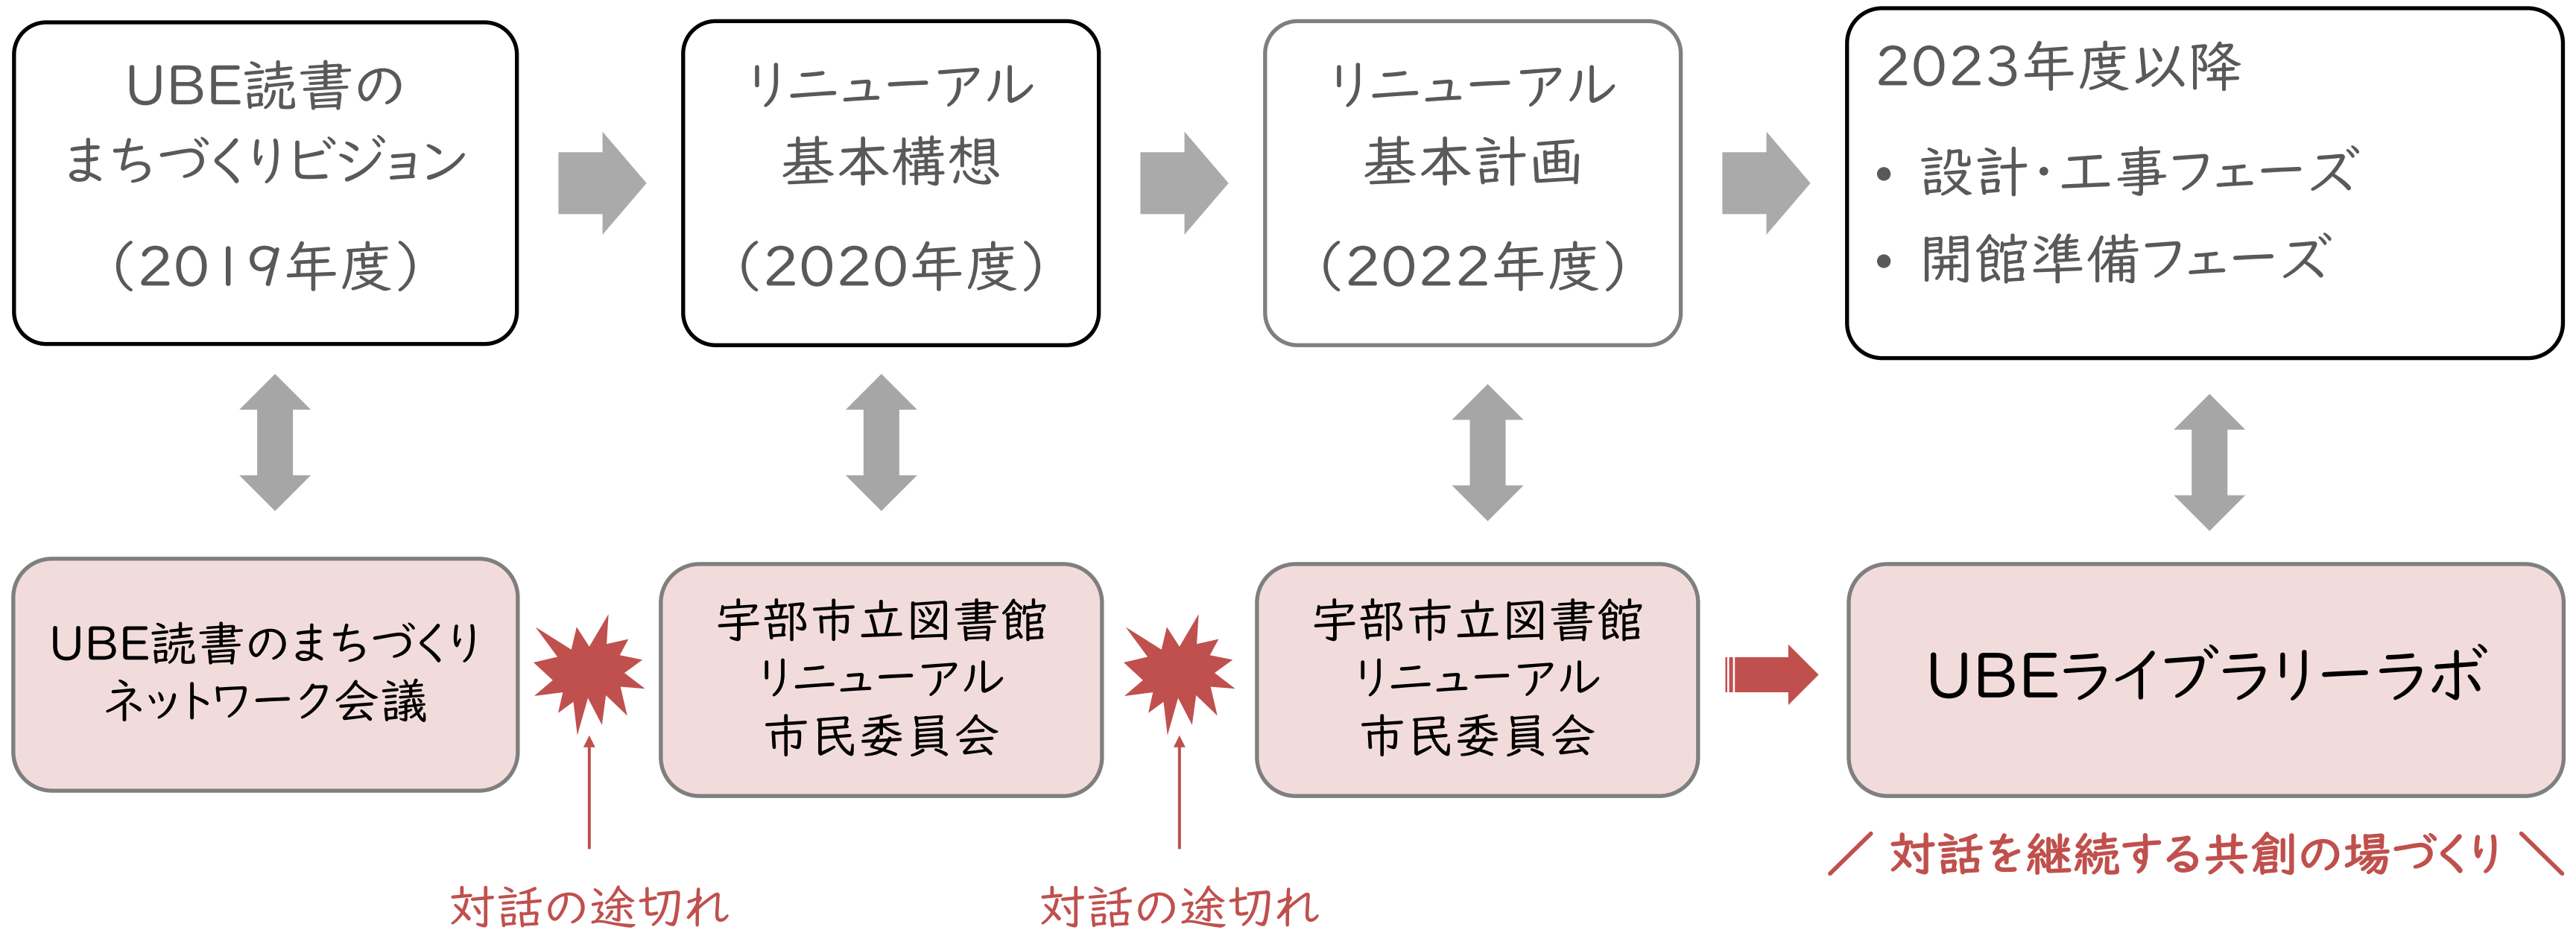 UBE読書の
まちづくりビジョン
（2019年度）
リニューアル
基本構想
（2020年度）
リニューアル
基本計画
（2022年度）
2023年度以降
• 設計・工事フェーズ
• 開館準備フェーズ
UBE読書のまちづくり
ネットワーク会議
宇部市立図書館
リニューアル
市民委員会
宇部市立図書館
リニューアル
市民委員会
UBEライブラリーラボ
対話の途切れ
対話の途切れ
／ 対話を継続する共創の場づくり ＼